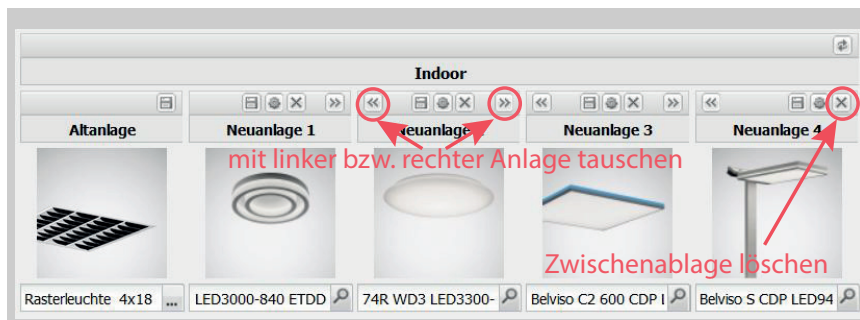 Indoor
Altanlage Neuanlage 1 Neuanlage Neuanlage 3 Neuanlage 4
mit linker bzw. rechter Anlage tauschen
Zwischenablage löschen
Rasterleuchte 4x18 ... LED3000-840 ETDD 74R WD3 LED3300- Belviso C2 600 CDP L Belviso S CDP LED94